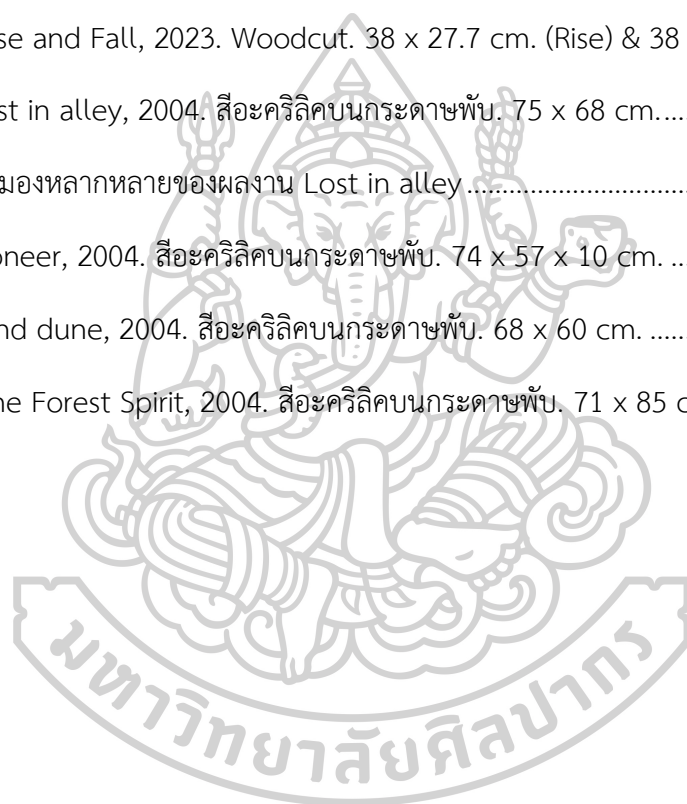 se and Fall, 2023. Woodcut. 38 x 27.7 cm. (Rise) & 38
st in alley, 2004. สีอะคริลิคบนกระดาษพับ. 75 x 68 cm....
มองหลากหลายของผลงาน Lost in alley..............................
oneer, 2004. สีอะคริลิคบนกระดาษพับ. 74 x 57 x 10 cm. ..
nd dune, 2004. สีอะคริลิคบนกระดาษพับ. 68 x 60 cm. .....
he Forest Spirit, 2004. สีอะคริลิคบนกระดาษพับ. 71 x 85 c
มหาวิทยาลัยศิลปากร